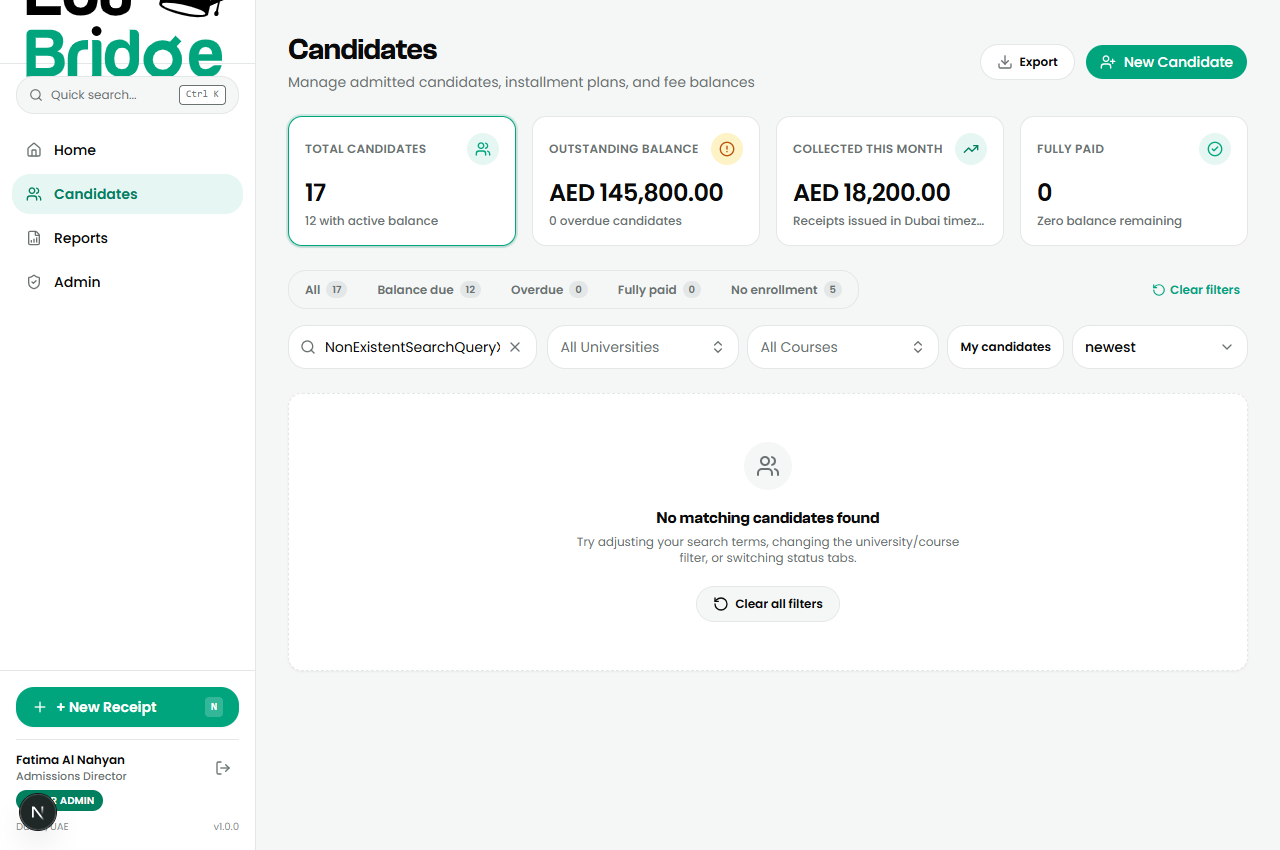 Edu
Bridge
Quick search...
Ctrl K
Home
Candidates
Reports
Admin
+ New Receipt
N
Fatima Al Nahyan
Admissions Director
ADMIN
UAE
v1.0.0
Candidates
Manage admitted candidates, installment plans, and fee balances
Export
New Candidate
TOTAL CANDIDATES
17
12 with active balance
OUTSTANDING BALANCE
AED 145,800.00
0 overdue candidates
COLLECTED THIS MONTH
AED 18,200.00
Receipts issued in Dubai timez...
FULLY PAID
0
Zero balance remaining
All 17
Balance due 12
Overdue 0
Fully paid 0
No enrollment 5
Clear filters
NonExistentSearchQuery
All Universities
All Courses
My candidates
newest
No matching candidates found
Try adjusting your search terms, changing the university/course
filter, or switching status tabs.
Clear all filters